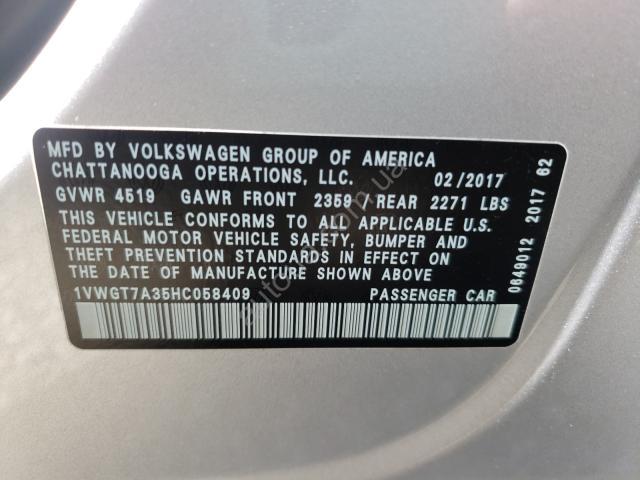 MFD BY VOLKSWAGEN GROUP OF AMERICA
CHATTANOOGA OPERATIONS, LLC. 02/2017
GVWR 4519 GAWR FRONT 2359 / REAR 2271 LBS
THIS VEHICLE CONFORMS TO ALL APPLICABLE U.S.
FEDERAL MOTOR VEHICLE SAFETY, BUMPER AND
THEFT PREVENTION STANDARDS IN EFFECT ON
THE DATE OF MANUFACTURE SHOWN ABOVE
1VWGT7A35HC058409 PASSENGER CAR
0649012 2017 62